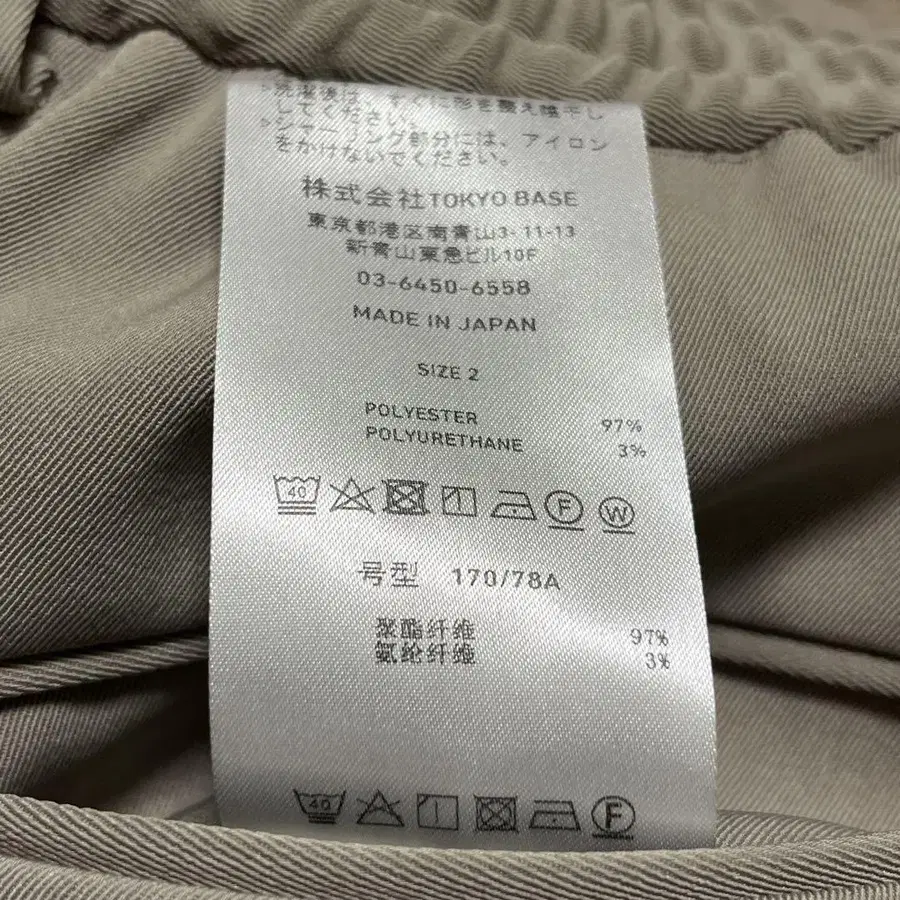 >洗濯後は、すぐに形を整え陰干し
してください。
>シャーリング部分には、アイロン
をかけないでください。
株式会社TOKYO BASE
東京都港区南青山3-11-13
新青山東急ビル10F
03-6450-6558
MADE IN JAPAN
SIZE 2
POLYESTER 97%
POLYURETHANE 3%
40 F W
号型 170/78A
聚酯纤维 97%
氨纶纤维 3%
40 F